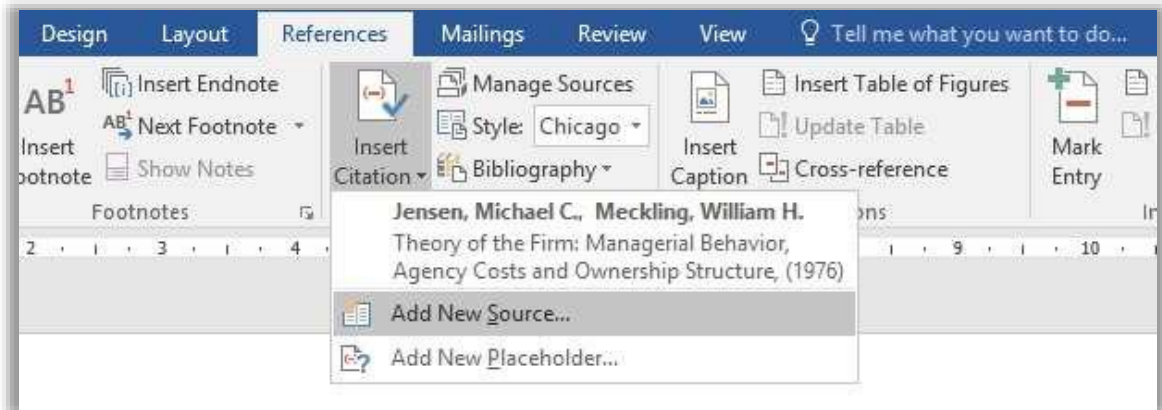 Design Layout References Mailings Review View Tell me what you want to do...
AB1 Insert Endnote
AB1 Next Footnote
Show Notes
Insert
ootnote
Footnotes
Insert
Citation
Manage Sources
Style: Chicago
Bibliography
Insert
Caption
Insert Table of Figures
Update Table
Cross-reference
ons
Mark
Entry
In
2 3 4 9 10
Jensen, Michael C., Meckling, William H.
Theory of the Firm: Managerial Behavior,
Agency Costs and Ownership Structure, (1976)
Add New Source...
Add New Placeholder...